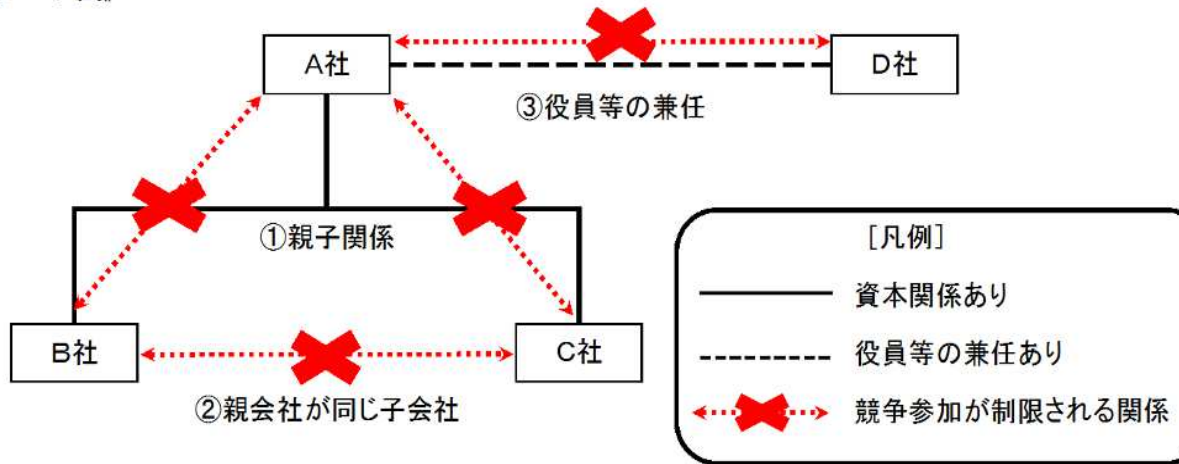 A社
D社
③役員等の兼任
①親子関係
B社
C社
②親会社が同じ子会社
［凡例］
資本関係あり
役員等の兼任あり
競争参加が制限される関係